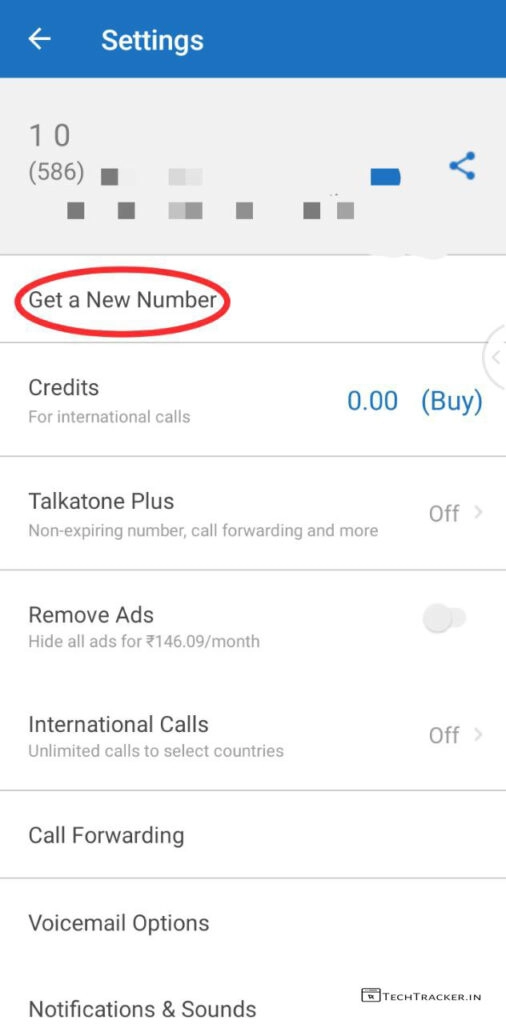 Settings
1 0
(586)
Get a New Number
Credits
For international calls
0.00 (Buy)
Talkatone Plus
Non-expiring number, call forwarding and more
Off
Remove Ads
Hide all ads for ₹146.09/month
International Calls
Unlimited calls to select countries
Off
Call Forwarding
Voicemail Options
Notifications & Sounds
TECHTRACKER.IN